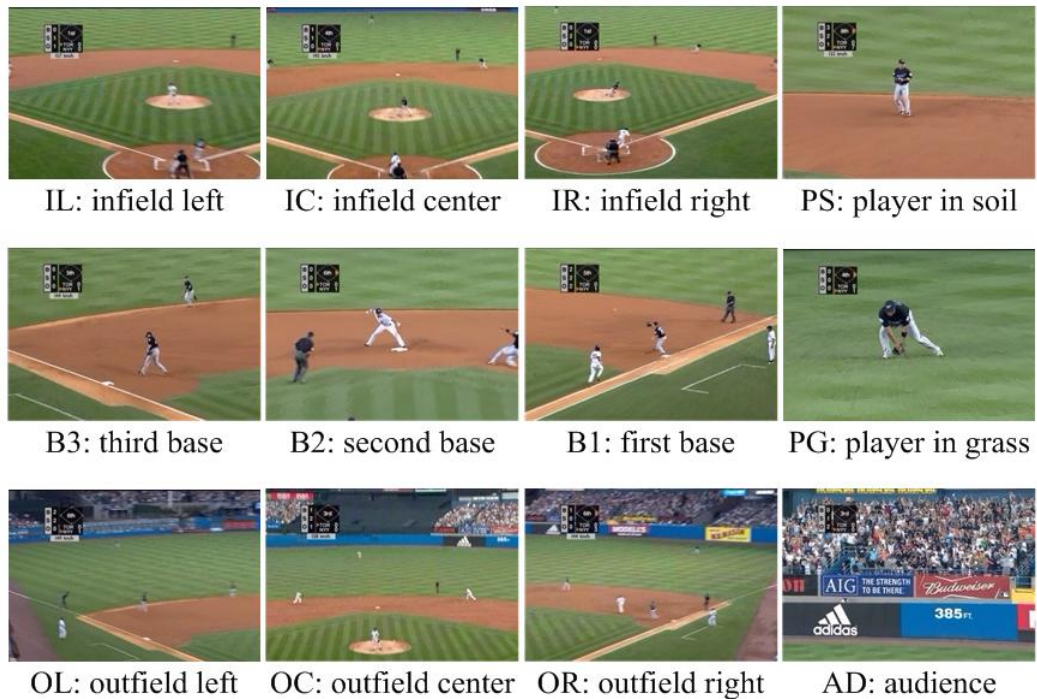 IL: infield left
IC: infield center
IR: infield right
PS: player in soil
B3: third base
B2: second base
B1: first base
PG: player in grass
AIG
THE STRENGTH
TO BE THERE
Budweiser
adidas
385 FT.
OL: outfield left
OC: outfield center
OR: outfield right
AD: audience